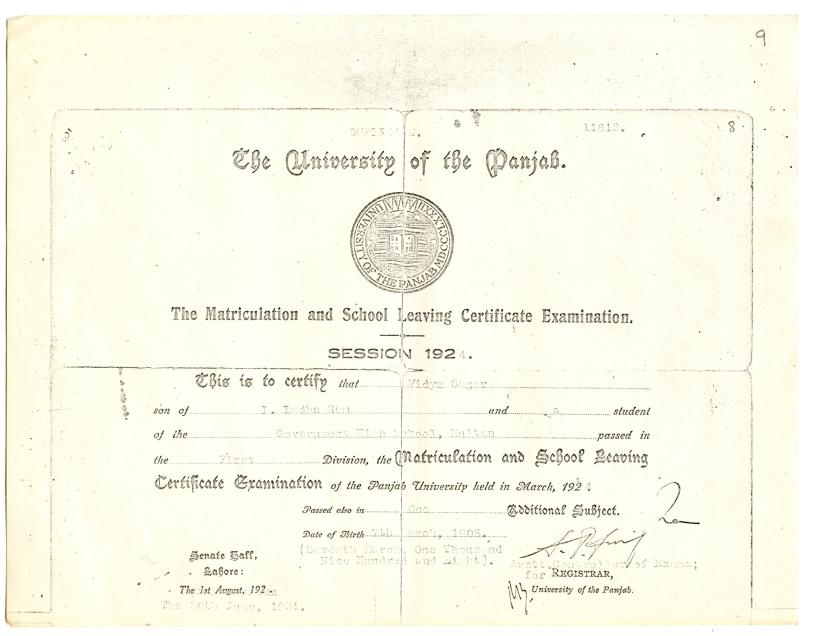 9
DUPLICATE. 11812. 8
The University of the Panjab.
UNIVERSITY OF THE PANJAB MDCCCLXXXII
The Matriculation and School Leaving Certificate Examination.
SESSION 1924.
This is to certify that Vidya Sagar
son of L. Ladha Ram and a student
of the Government High School, Multan passed in
the First Division, the Matriculation and School Leaving
Certificate Examination of the Panjab University held in March, 1924
Passed also in One Additional Subject.
Date of Birth 7th March, 1908.
(Seventh March, One Thousand
Nine Hundred and Eight).
Senate Hall,
Lahore:
The 1st August, 192
The 20th June, 1931.
Asstt. Controller of Exams;
for REGISTRAR,
University of the Panjab.